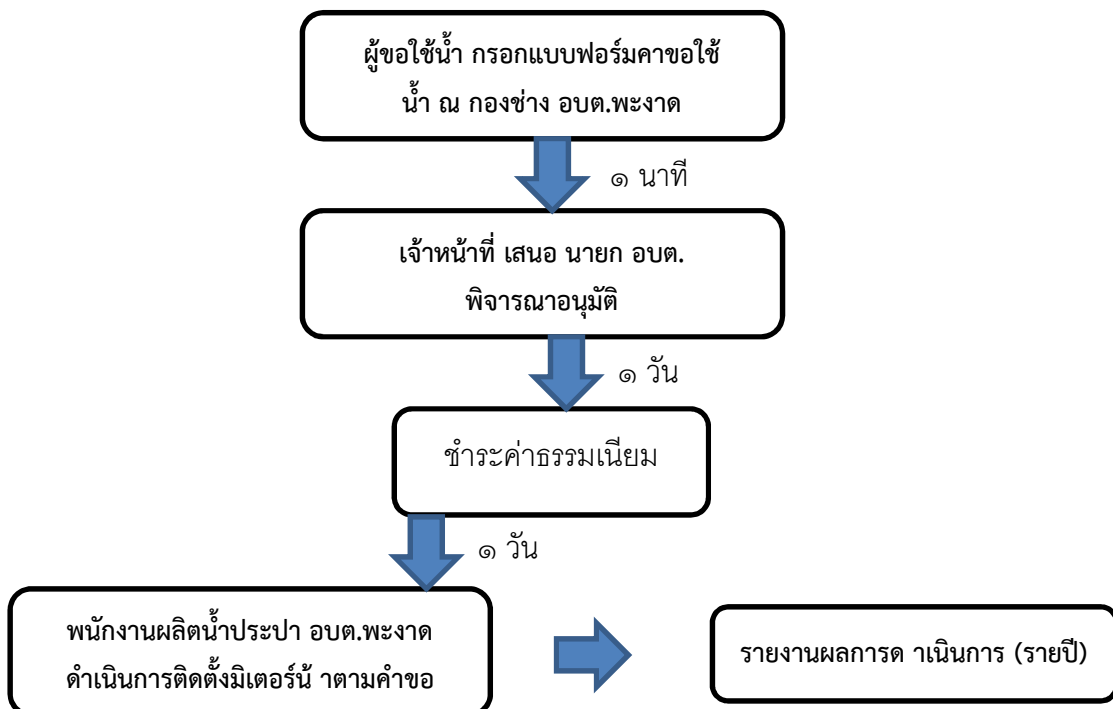 ผู้ขอใช้น้ำ กรอกแบบฟอร์มคาขอใช้
น้ำ ณ กองช่าง อบต.พะงาด
๑ นาที
เจ้าหน้าที่ เสนอ นายก อบต.
พิจารณาอนุมัติ
๑ วัน
ชำระค่าธรรมเนียม
๑ วัน
พนักงานผลิตน้ำประปา อบต.พะงาด
ดำเนินการติดตั้งมิเตอร์น้ าตามคำขอ
รายงานผลการด าเนินการ (รายปี)